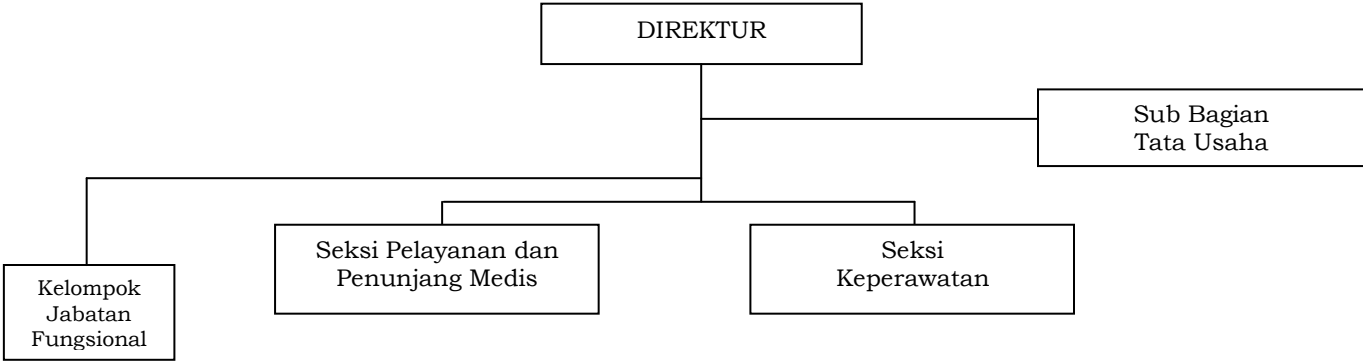 DIREKTUR
Sub Bagian
Tata Usaha
Seksi Pelayanan dan
Penunjang Medis
Seksi
Keperawatan
Kelompok
Jabatan
Fungsional